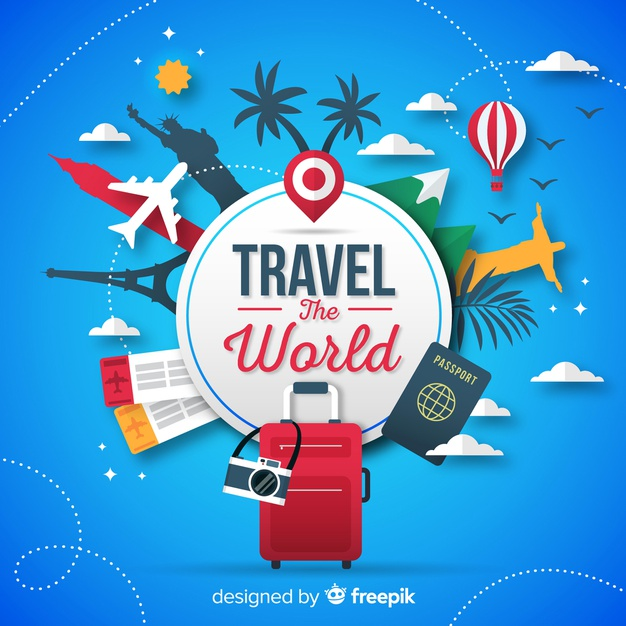 TRAVEL
The
World
PASSPORT
designed by freepik